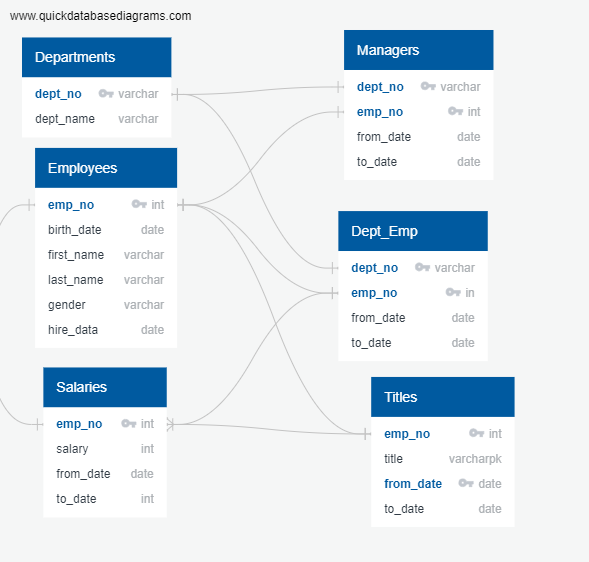 www.quickdatabasediagrams.com
Departments
dept_no varchar
dept_name varchar
Employees
emp_no int
birth_date date
first_name varchar
last_name varchar
gender varchar
hire_data date
Salaries
emp_no int
salary int
from_date date
to_date int
Managers
dept_no varchar
emp_no int
from_date date
to_date date
Dept_Emp
dept_no varchar
emp_no in
from_date date
to_date date
Titles
emp_no int
title varcharpk
from_date date
to_date date